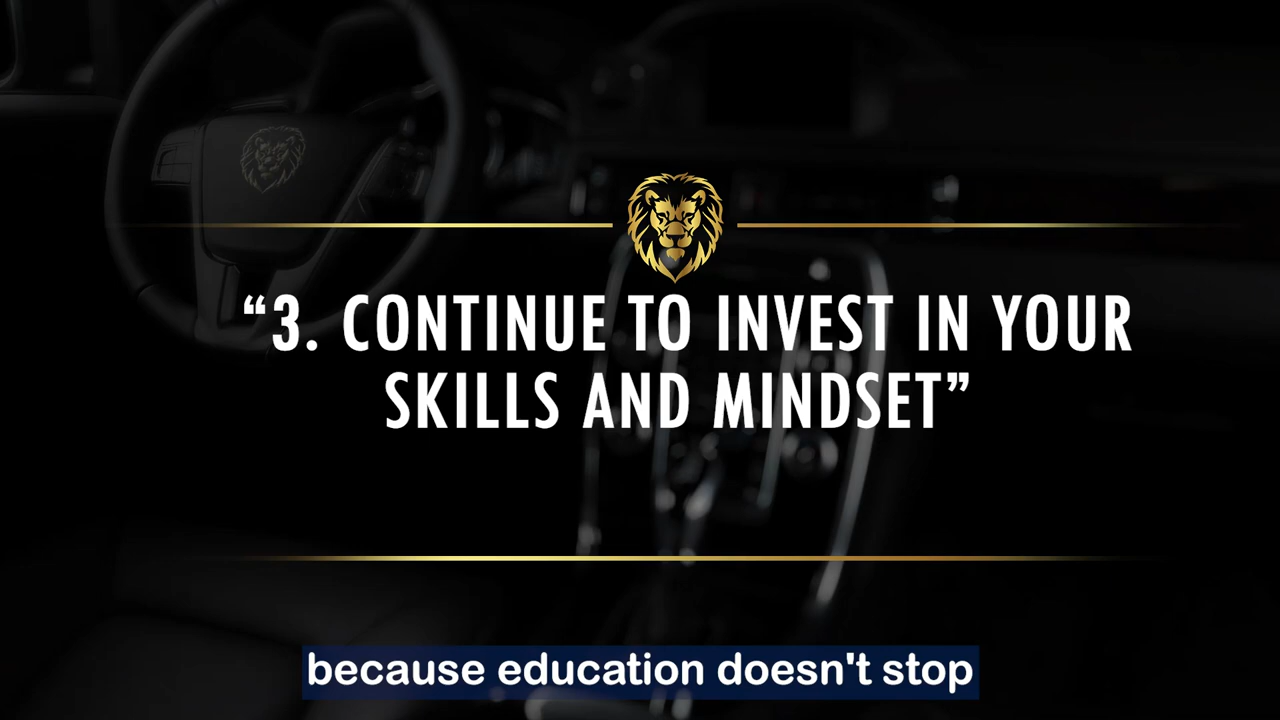 “3. CONTINUE TO INVEST IN YOUR
SKILLS AND MINDSET”
because education doesn't stop